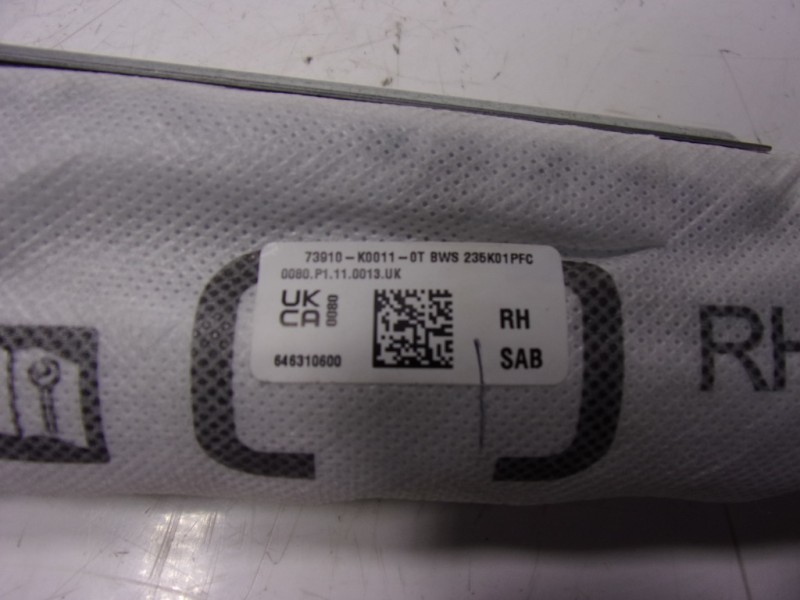 73910-K0011-0T BWS 235K01PFC
0080.P1.11.0013.UK
UK
CA
0080
RH
646310600
SAB
RH